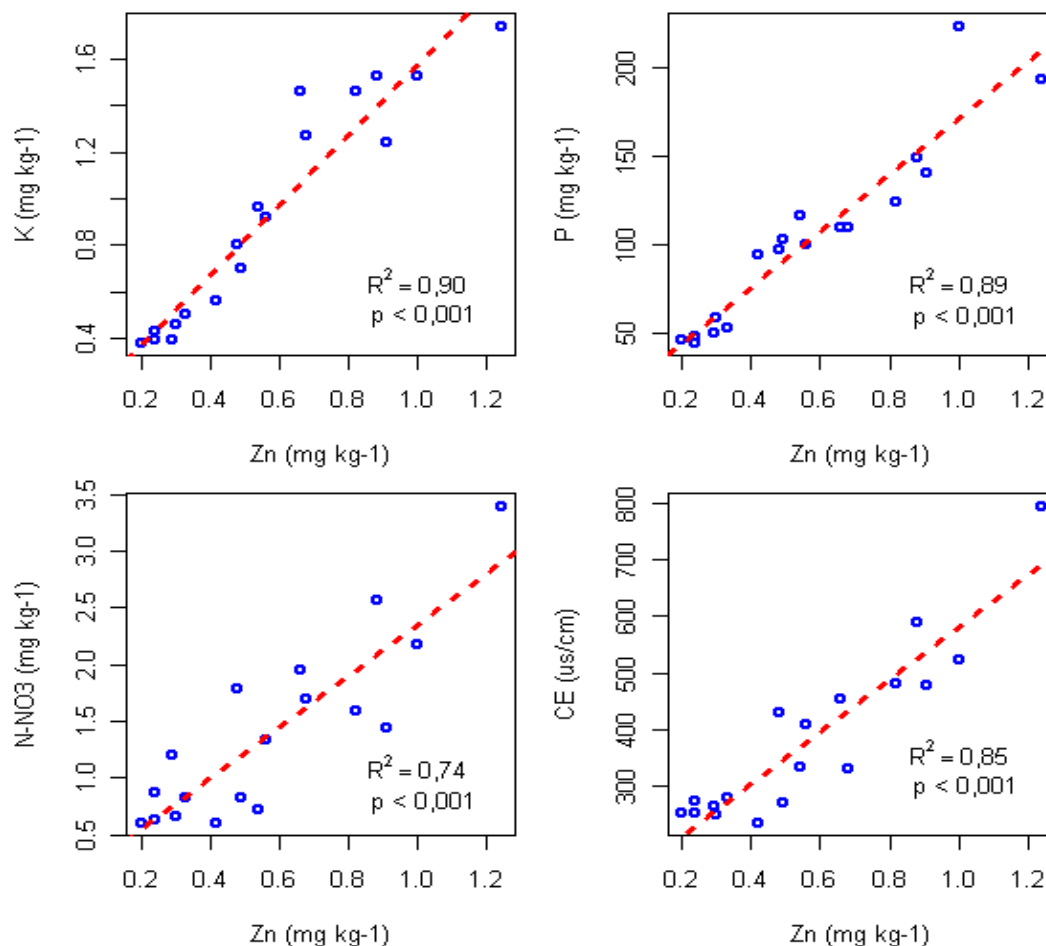 K (mg kg-1)
1.6
1.2
0.8
0.4
R² = 0,90
p < 0,001
0.2 0.4 0.6 0.8 1.0 1.2
Zn (mg kg-1)
P (mg kg-1)
200
150
100
50
R² = 0,89
p < 0,001
0.2 0.4 0.6 0.8 1.0 1.2
Zn (mg kg-1)
N-NO3 (mg kg-1)
3.5
3.0
2.5
2.0
1.5
1.0
0.5
R² = 0,74
p < 0,001
0.2 0.4 0.6 0.8 1.0 1.2
Zn (mg kg-1)
CE (us/cm)
800
700
600
500
400
300
R² = 0,85
p < 0,001
0.2 0.4 0.6 0.8 1.0 1.2
Zn (mg kg-1)